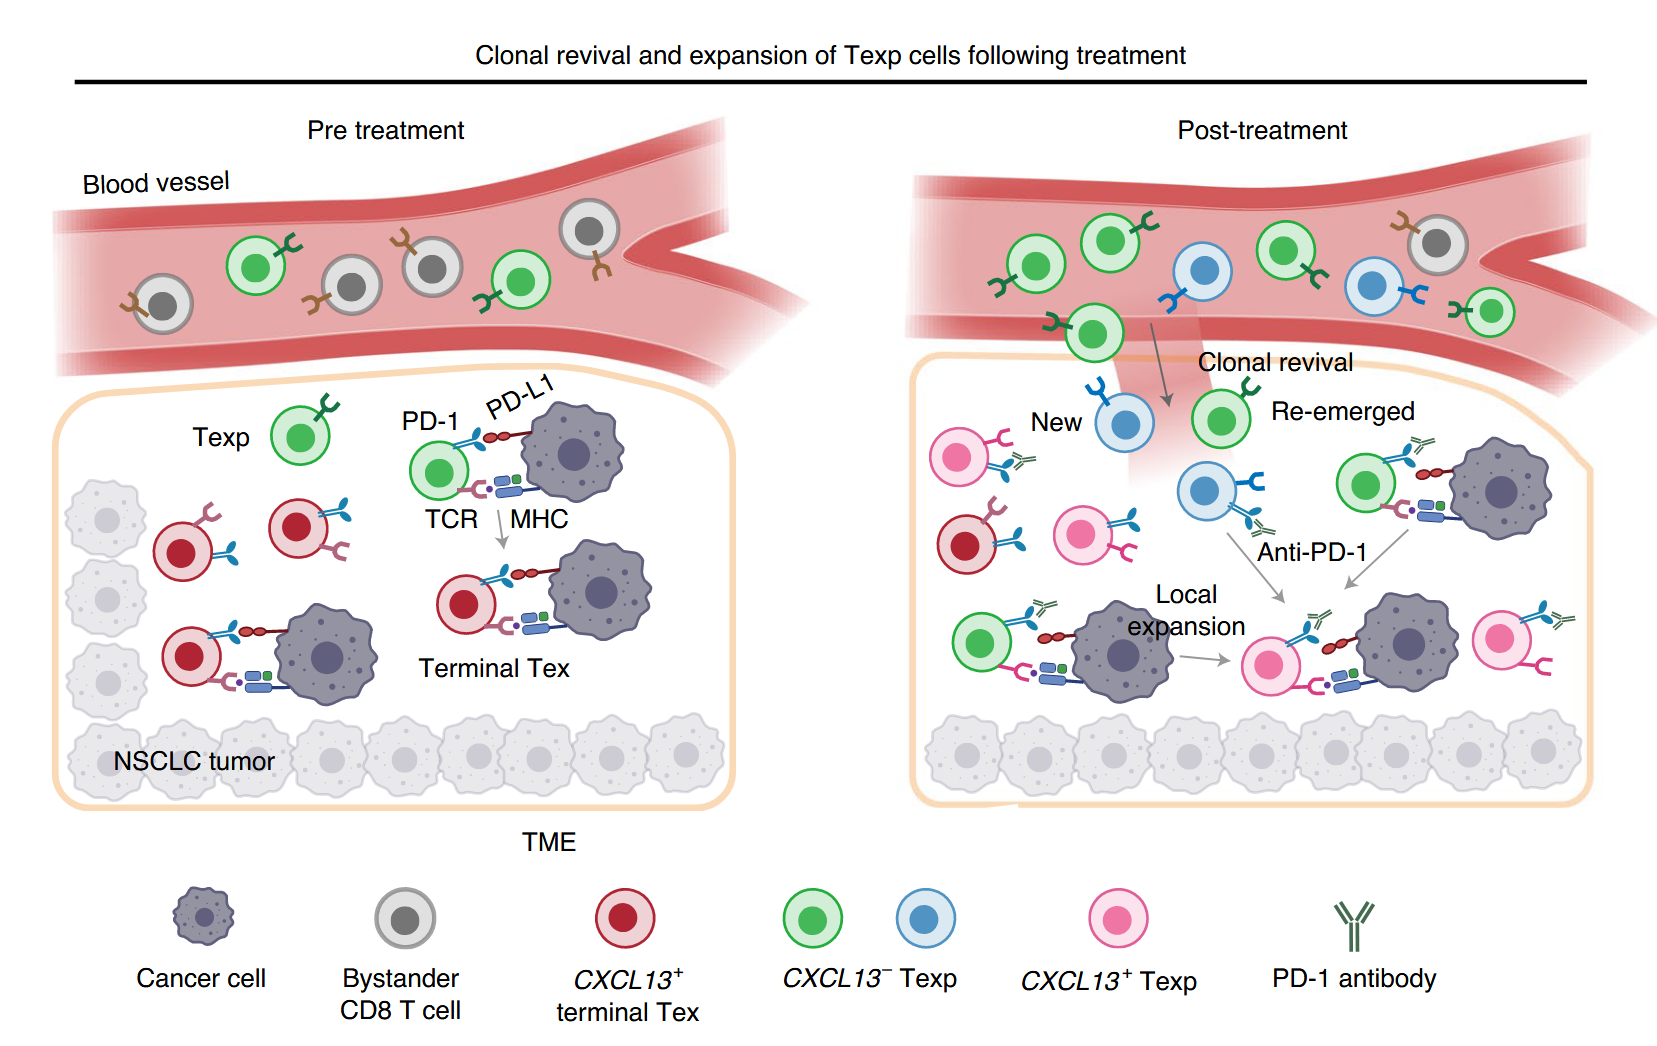 Clonal revival and expansion of Texp cells following treatment
Pre treatment
Blood vessel
Texp
PD-1
PD-L1
TCR
MHC
Terminal Tex
NSCLC tumor
Post-treatment
Clonal revival
New
Re-emerged
Anti-PD-1
Local
expansion
TME
Cancer cell
Bystander
CD8 T cell
CXCL13⁺
terminal Tex
CXCL13⁻ Texp
CXCL13⁺ Texp
PD-1 antibody